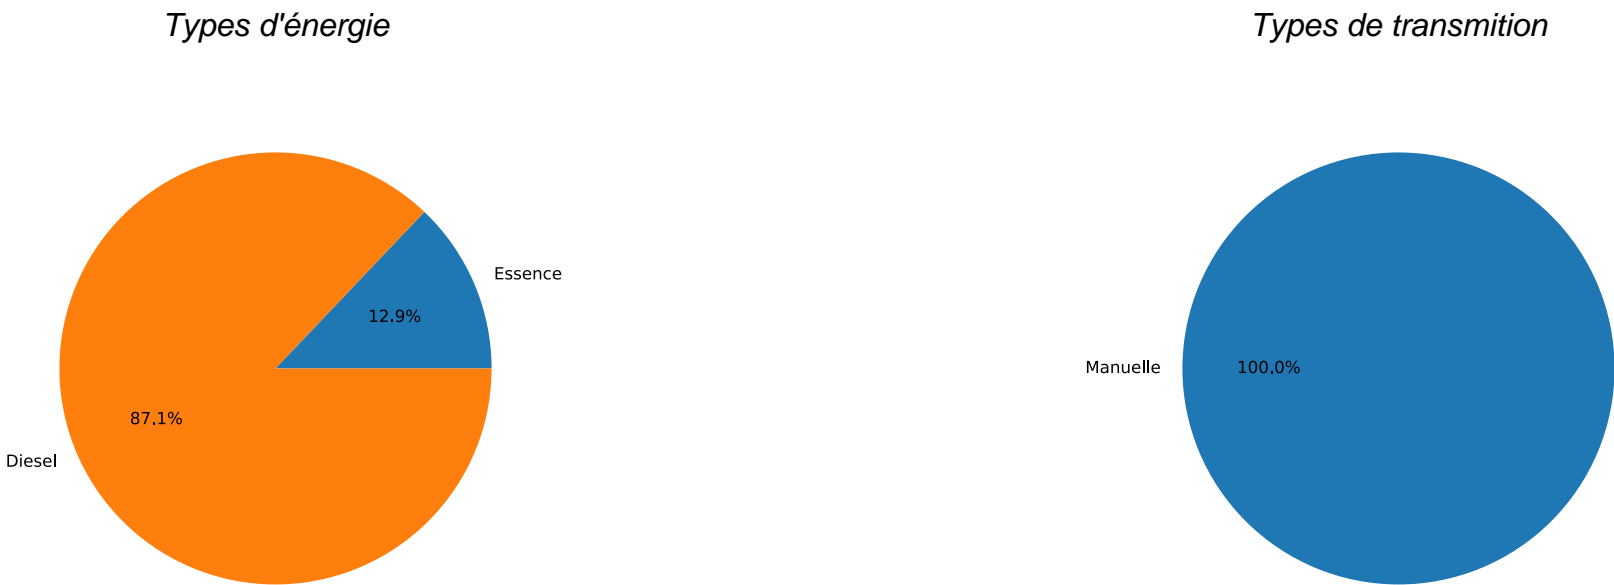 Types d'énergie
Types de transmition
Essence
12.9%
87.1%
Diesel
Manuelle
100.0%